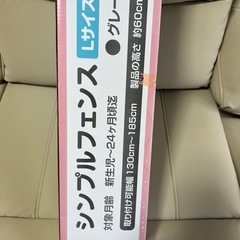 Lサイズ
●グレー
シンプルフェンス
製品の高さ 約60cm
対象月齢 新生児〜24ヶ月頃迄
取り付け可能幅 130cm〜185cm